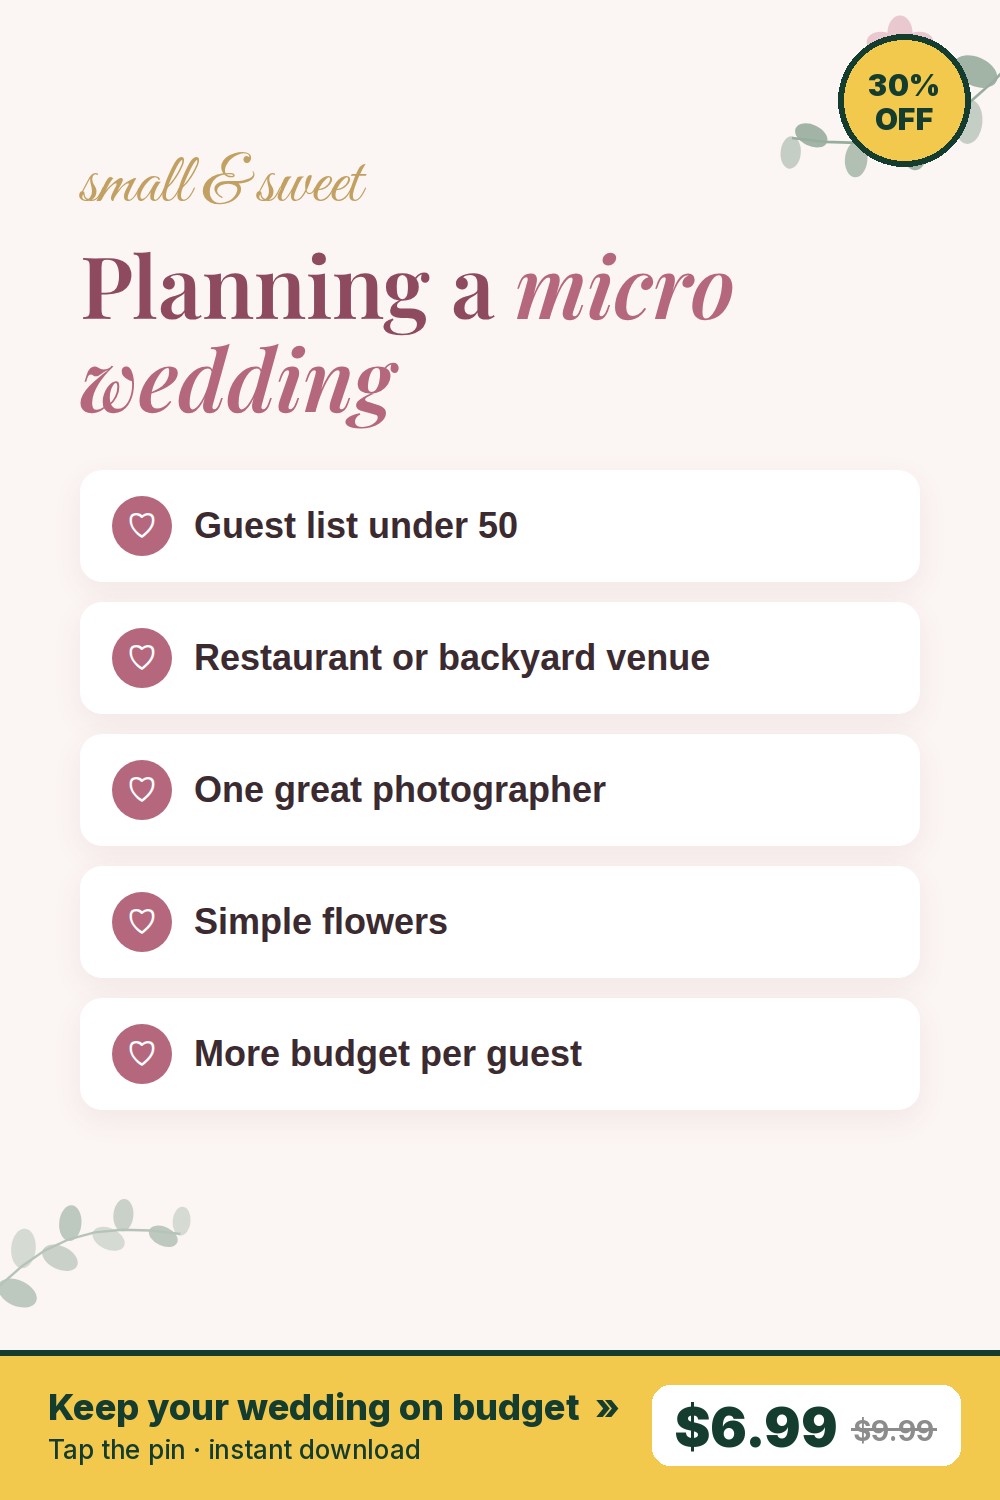 30%
OFF
small & sweet
Planning a micro
wedding
Guest list under 50
Restaurant or backyard venue
One great photographer
Simple flowers
More budget per guest
Keep your wedding on budget »
Tap the pin · instant download
$6.99 $9.99